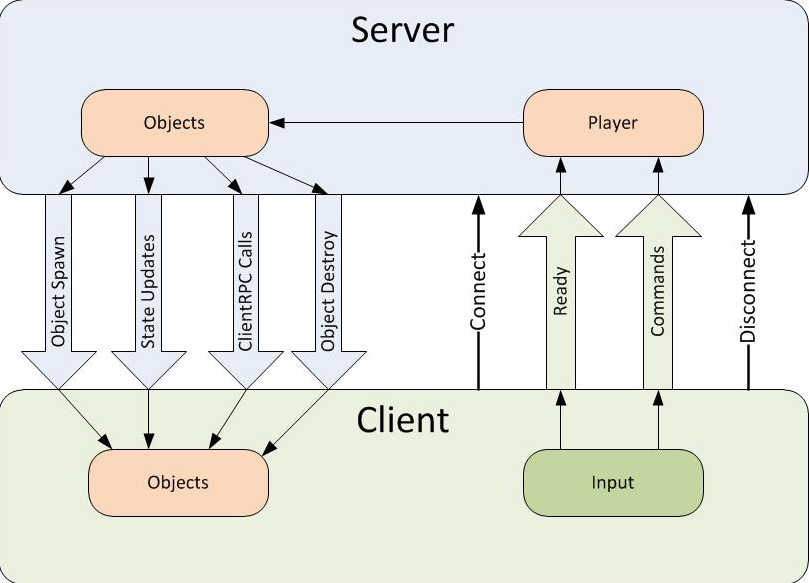 Server
Objects
Player
Object Spawn
State Updates
ClientRPC Calls
Object Destroy
Connect
Ready
Commands
Disconnect
Client
Objects
Input